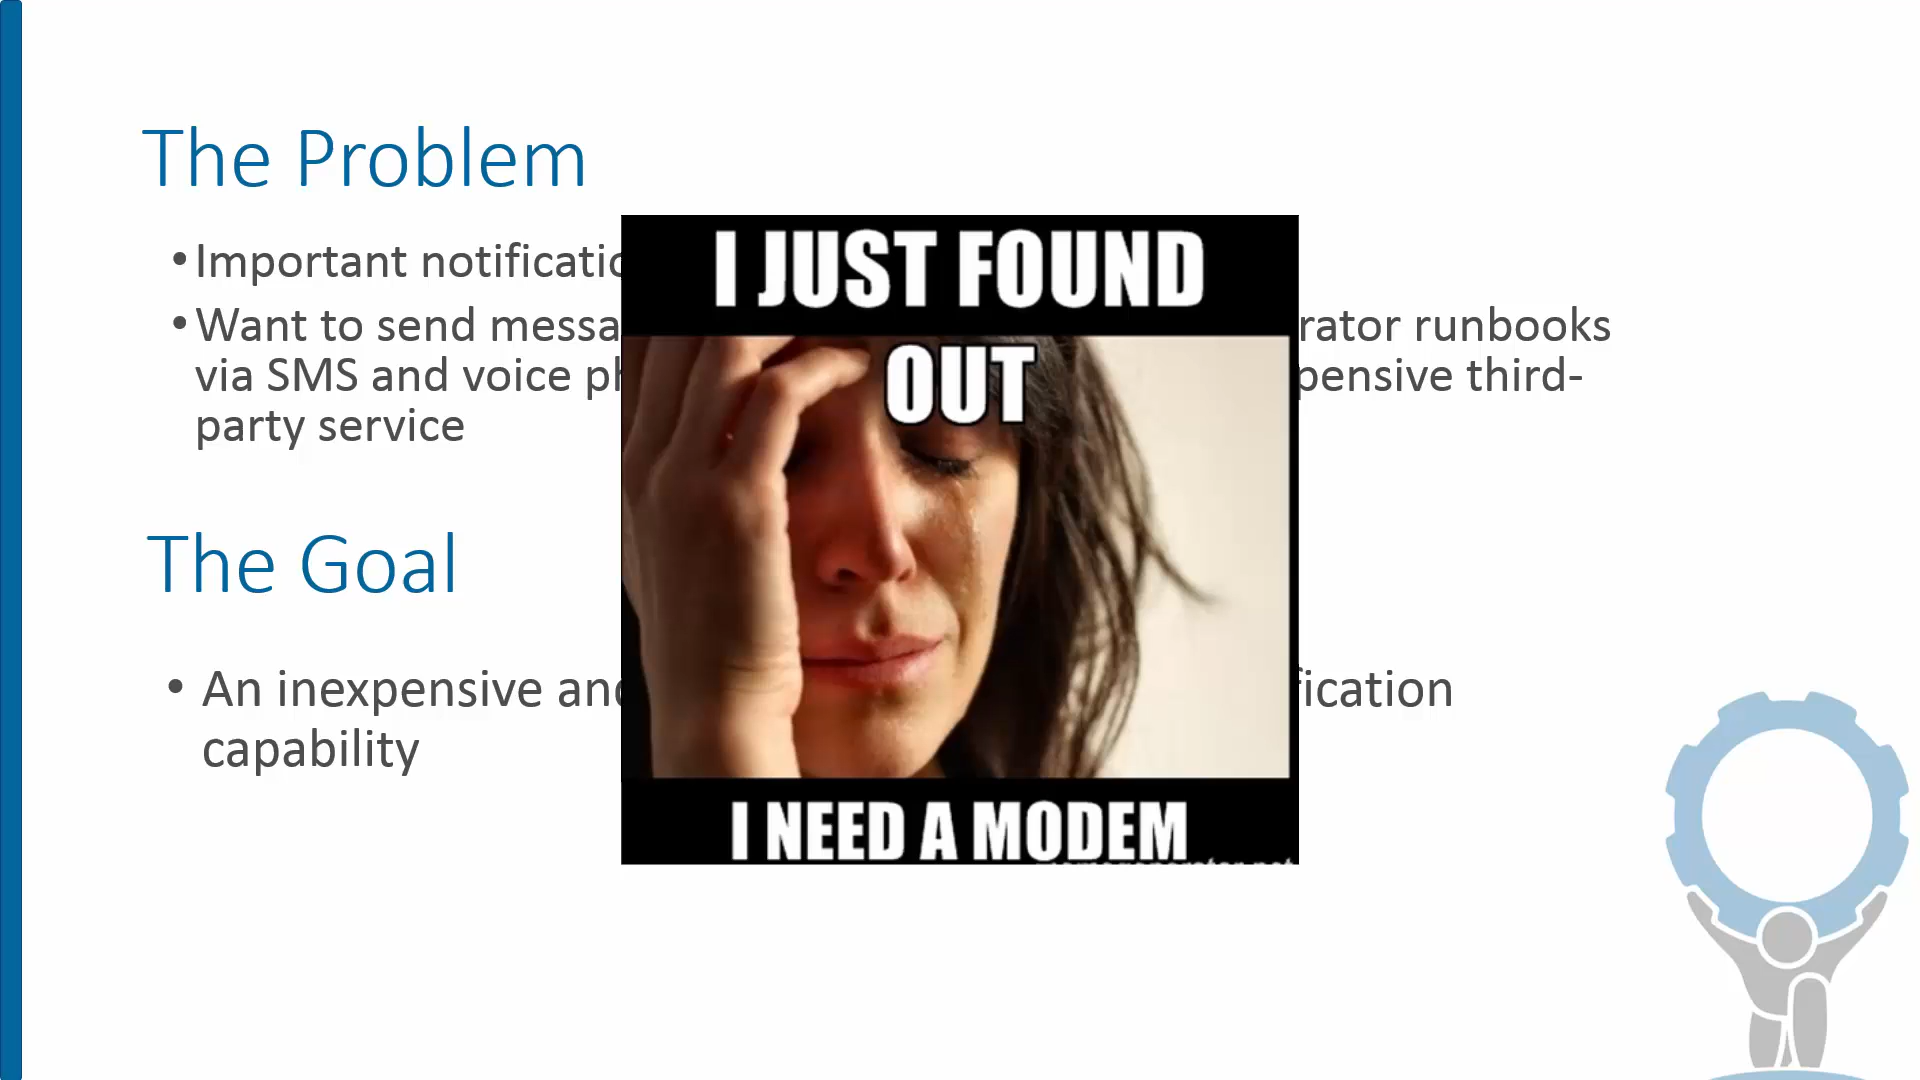 The Problem
• Important notificatio
• Want to send messa rator runbooks
via SMS and voice ph pensive third-
party service
I JUST FOUND
OUT
I NEED A MODEM
The Goal
• An inexpensive and fication
capability